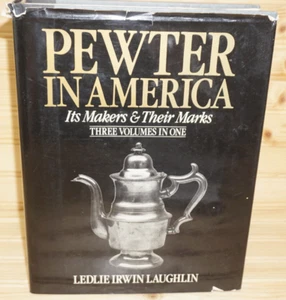 PEWTER
IN AMERICA
Its Makers & Their Marks
THREE VOLUMES IN ONE
LEDLIE IRWIN LAUGHLIN